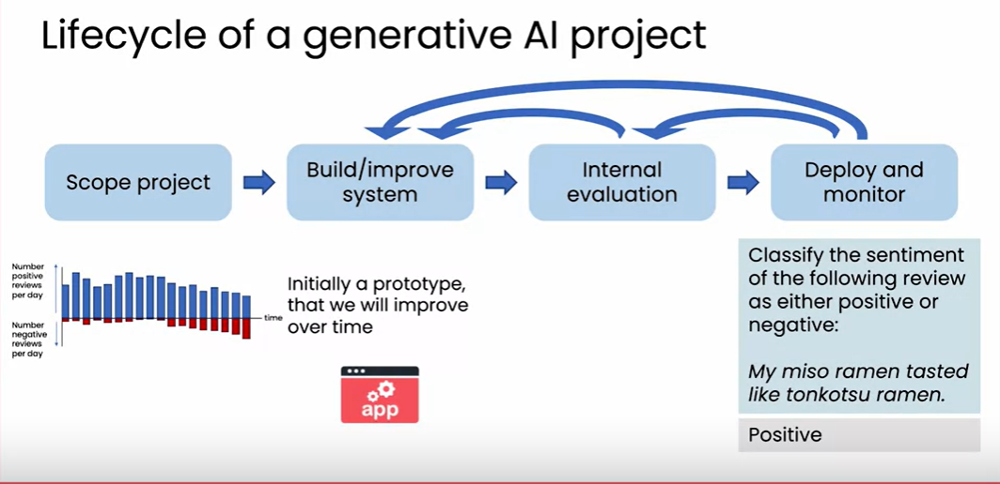 Lifecycle of a generative AI project
Scope project
Build/improve
system
Internal
evaluation
Deploy and
monitor
Number
positive
reviews
per day
Number
negative
reviews
per day
time
Initially a prototype,
that we will improve
over time
app
Classify the sentiment
of the following review
as either positive or
negative:
My miso ramen tasted
like tonkotsu ramen.
Positive